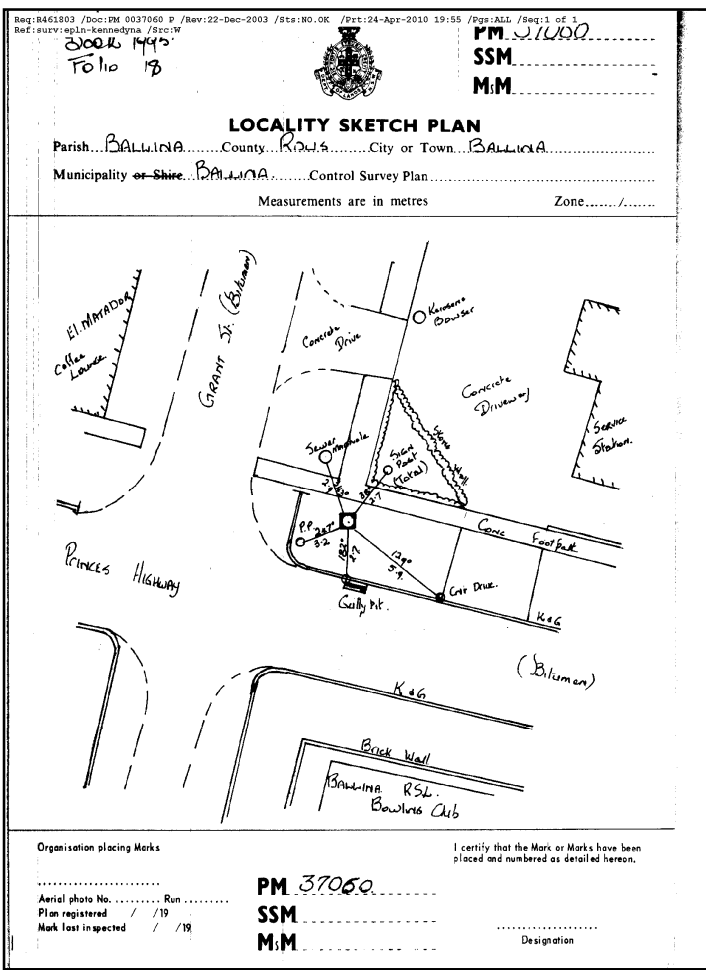 Req:R461803 /Doc:PM 0037060 P /Rev:22-Dec-2003 /Sts:NO.OK /Prt:24-Apr-2010 19:55 /Pgs:ALL /Seq:1 of 1
Ref:surv:epln-kennedyna /Src:W
Book 1495
Folio 18
PM
SSM
MsM
LOCALITY SKETCH PLAN
Parish BALLINA County ROUS City or Town BALLINA
Municipality or Shire BALLINA Control Survey Plan
Measurements are in metres Zone /
EL MATADOR
Coffee
Lounge
GRANT St. (Bitumen)
Concrete
Drive
Kerosene
Bowser
Concrete
Driveway
Service
Station.
Sewer
Manhole
SIGN
Post
(Total)
Stone
Wall.
2.7
P.P.
267°
3.2
182°
2.7
129°
5.9
Conc Footpath
PRINCES HIGHWAY
Gully Pit.
Cnr Drive.
K&G
(Bitumen)
K&G
Brick Wall
BALLINA RSL.
BOWLING Club
Organisation placing Marks
I certify that the Mark or Marks have been
placed and numbered as detailed hereon.
Aerial photo No. Run
Plan registered / /19
Mark last inspected / /19
PM 37060
SSM
MsM
Designation